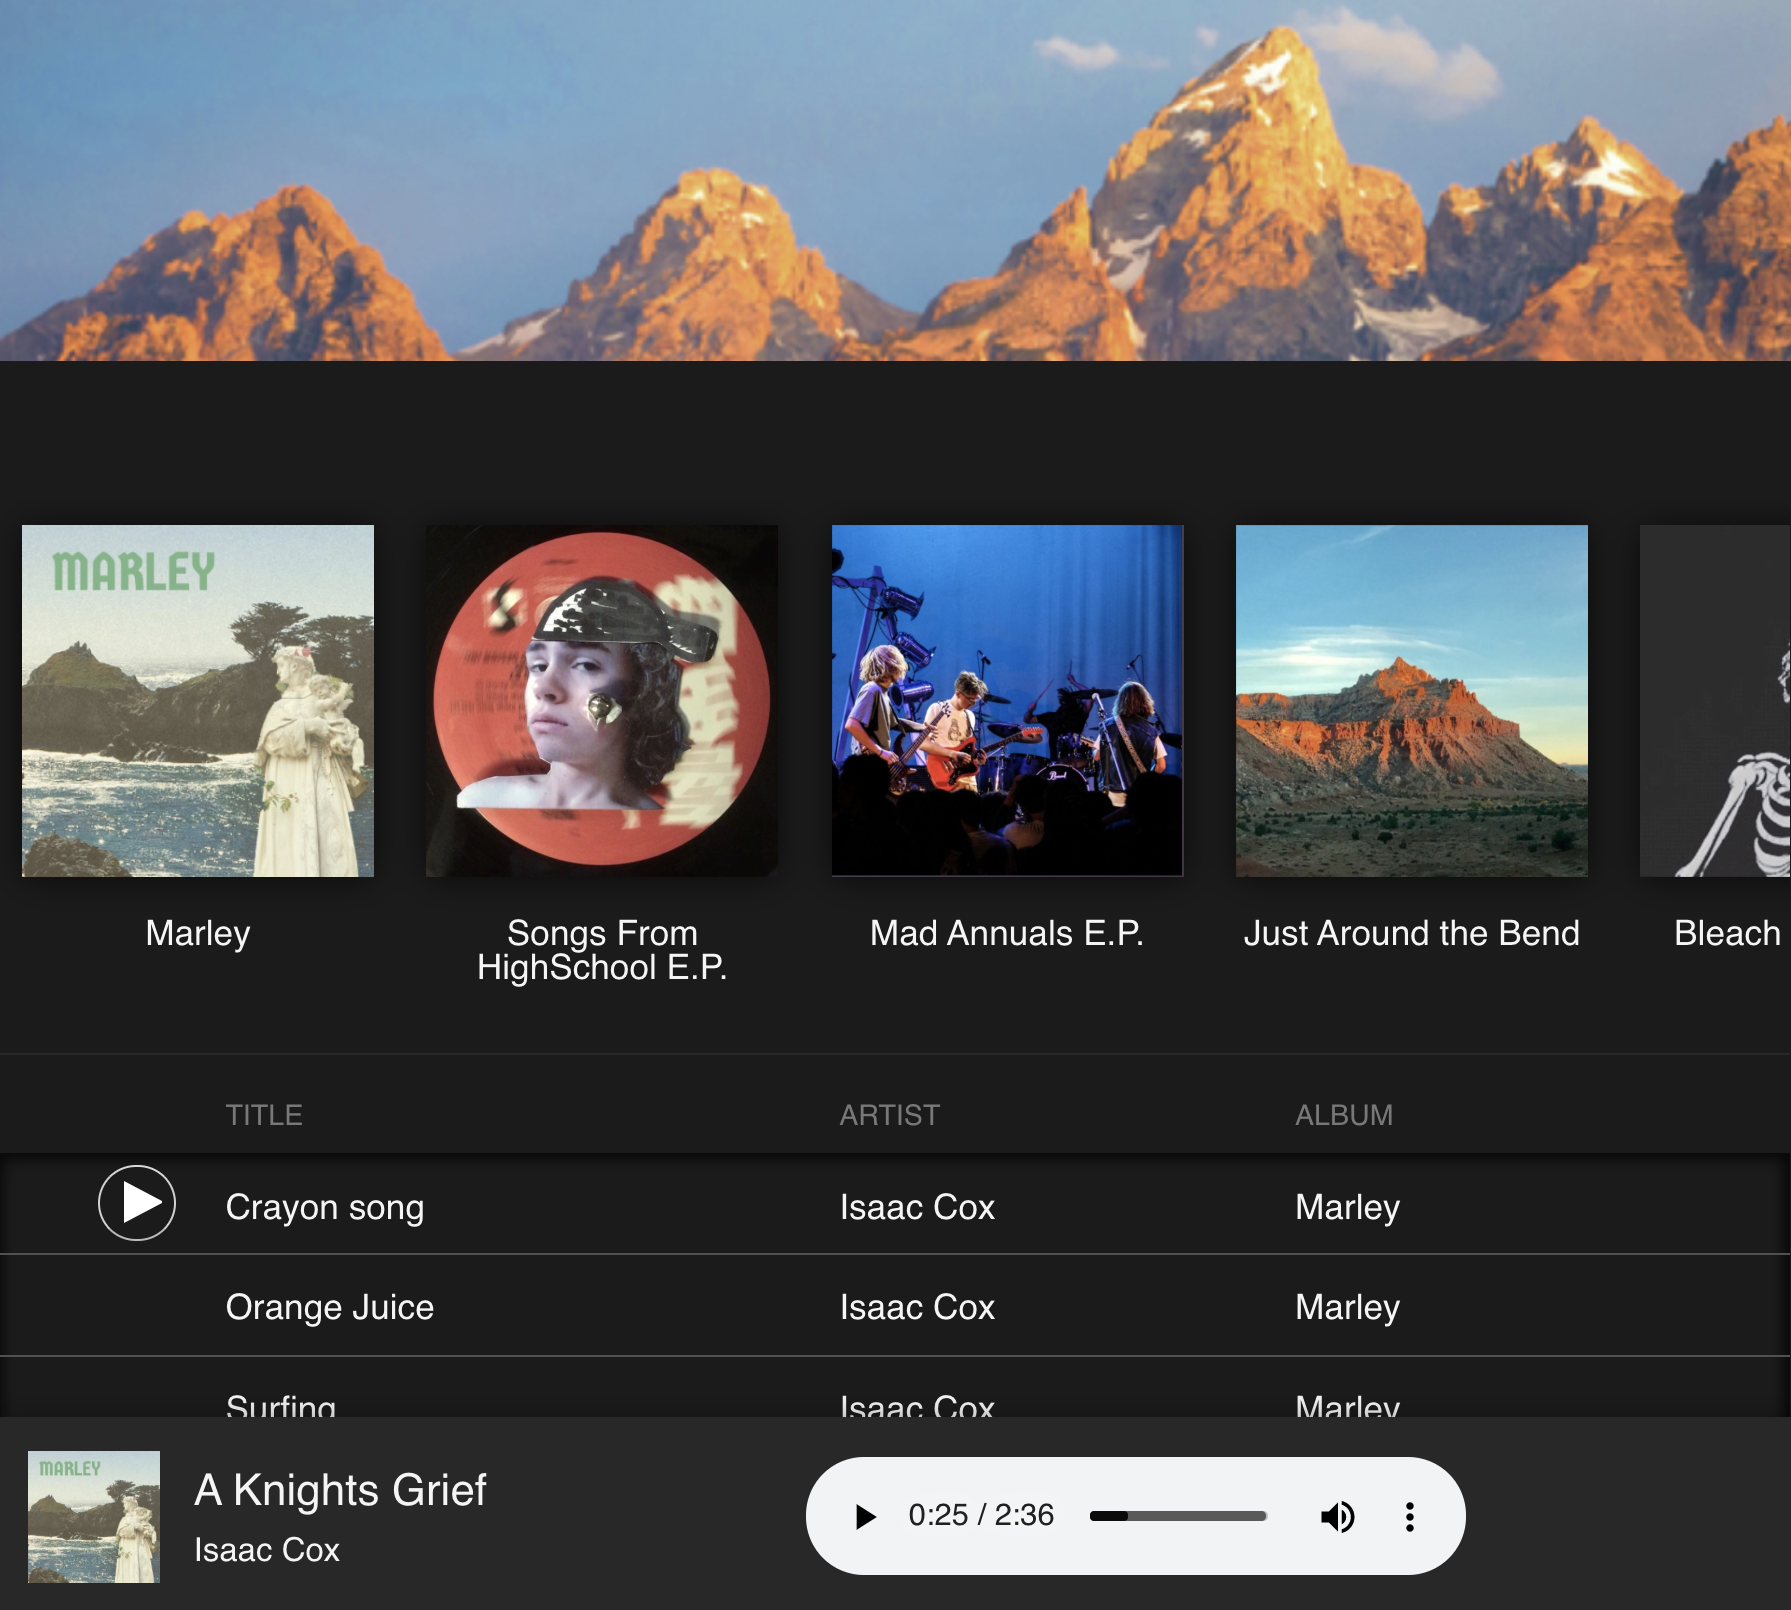 MARLEY
Marley
Songs From
HighSchool E.P.
Mad Annuals E.P.
Just Around the Bend
Bleach
TITLE ARTIST ALBUM
Crayon song Isaac Cox Marley
Orange Juice Isaac Cox Marley
Surfing Isaac Cox Marley
MARLEY
A Knights Grief
Isaac Cox
0:25 / 2:36